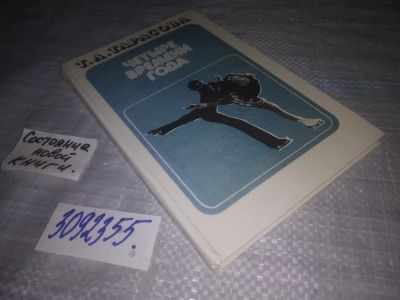 Т.А.ТАРАСОВА
ЧЕТЫРЕ
ВРЕМЕНИ
ГОДА
Состояние
новой
книги.
3092355.